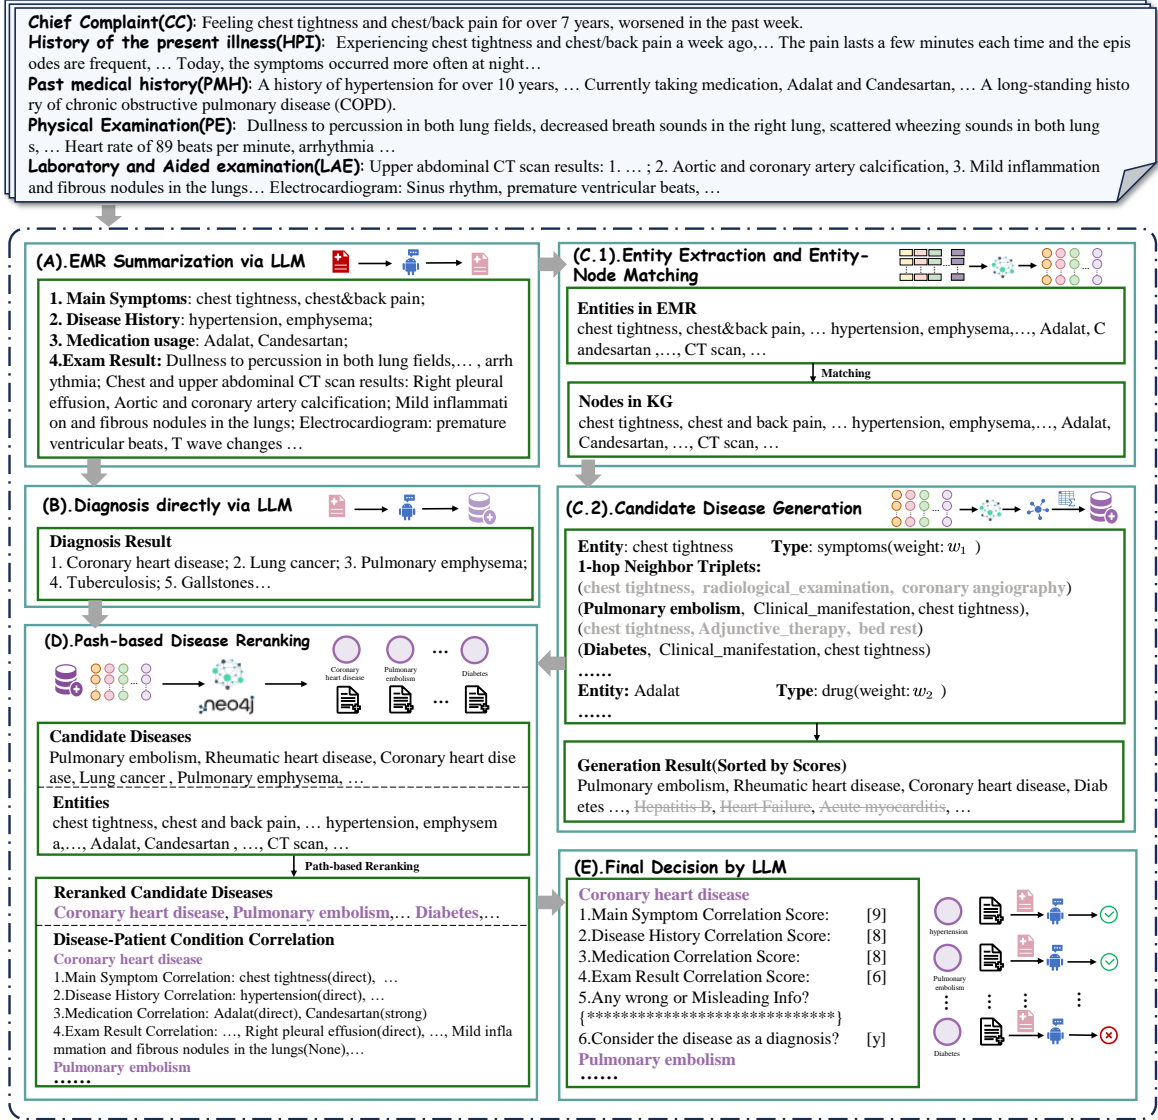 Chief Complaint(CC): Feeling chest tightness and chest/back pain for over 7 years, worsened in the past week.
History of the present illness(HPI): Experiencing chest tightness and chest/back pain a week ago,… The pain lasts a few minutes each time and the epis
odes are frequent, … Today, the symptoms occurred more often at night…
Past medical history(PMH): A history of hypertension for over 10 years, … Currently taking medication, Adalat and Candesartan, … A long-standing histo
ry of chronic obstructive pulmonary disease (COPD).
Physical Examination(PE): Dullness to percussion in both lung fields, decreased breath sounds in the right lung, scattered wheezing sounds in both lung
s, … Heart rate of 89 beats per minute, arrhythmia …
Laboratory and Aided examination(LAE): Upper abdominal CT scan results: 1. … ; 2. Aortic and coronary artery calcification, 3. Mild inflammation
and fibrous nodules in the lungs… Electrocardiogram: Sinus rhythm, premature ventricular beats, …
(A).EMR Summarization via LLM
1. Main Symptoms: chest tightness, chest&back pain;
2. Disease History: hypertension, emphysema;
3. Medication usage: Adalat, Candesartan;
4.Exam Result: Dullness to percussion in both lung fields,… , arrh
ythmia; Chest and upper abdominal CT scan results: Right pleural
effusion, Aortic and coronary artery calcification; Mild inflammati
on and fibrous nodules in the lungs; Electrocardiogram: premature
ventricular beats, T wave changes …
(C.1).Entity Extraction and Entity-
Node Matching
Entities in EMR
chest tightness, chest&back pain, … hypertension, emphysema,…, Adalat, C
andesartan ,…, CT scan, …
Matching
Nodes in KG
chest tightness, chest and back pain, … hypertension, emphysema,…, Adalat,
Candesartan, …, CT scan, …
(B).Diagnosis directly via LLM
Diagnosis Result
1. Coronary heart disease; 2. Lung cancer; 3. Pulmonary emphysema;
4. Tuberculosis; 5. Gallstones…
(C.2).Candidate Disease Generation
Entity: chest tightness Type: symptoms(weight: w1 )
1-hop Neighbor Triplets:
(chest tightness, radiological_examination, coronary angiography)
(Pulmonary embolism, Clinical_manifestation, chest tightness),
(chest tightness, Adjunctive_therapy, bed rest)
(Diabetes, Clinical_manifestation, chest tightness)
……
Entity: Adalat Type: drug(weight: w2 )
……
Generation Result(Sorted by Scores)
Pulmonary embolism, Rheumatic heart disease, Coronary heart disease, Diab
etes …, Hepatitis B, Heart Failure, Acute myocarditis, …
(D).Pash-based Disease Reranking
neo4j
Coronary
heart disease
Pulmonary
embolism
...
Diabetes
...
Candidate Diseases
Pulmonary embolism, Rheumatic heart disease, Coronary heart dise
ase, Lung cancer , Pulmonary emphysema, …
Entities
chest tightness, chest and back pain, … hypertension, emphysem
a,…, Adalat, Candesartan , …, CT scan, …
Path-based Reranking
Reranked Candidate Diseases
Coronary heart disease, Pulmonary embolism,… Diabetes,…
Disease-Patient Condition Correlation
Coronary heart disease
1.Main Symptom Correlation: chest tightness(direct), …
2.Disease History Correlation: hypertension(direct), …
3.Medication Correlation: Adalat(direct), Candesartan(strong)
4.Exam Result Correlation: …, Right pleural effusion(direct), …, Mild infla
mmation and fibrous nodules in the lungs(None),…
Pulmonary embolism
……
(E).Final Decision by LLM
Coronary heart disease
1.Main Symptom Correlation Score: [9]
2.Disease History Correlation Score: [8]
3.Medication Correlation Score: [8]
4.Exam Result Correlation Score: [6]
5.Any wrong or Misleading Info?
{****************************}
6.Consider the disease as a diagnosis? [y]
Pulmonary embolism
……
hypertension
Pulmonary
embolism
Diabetes